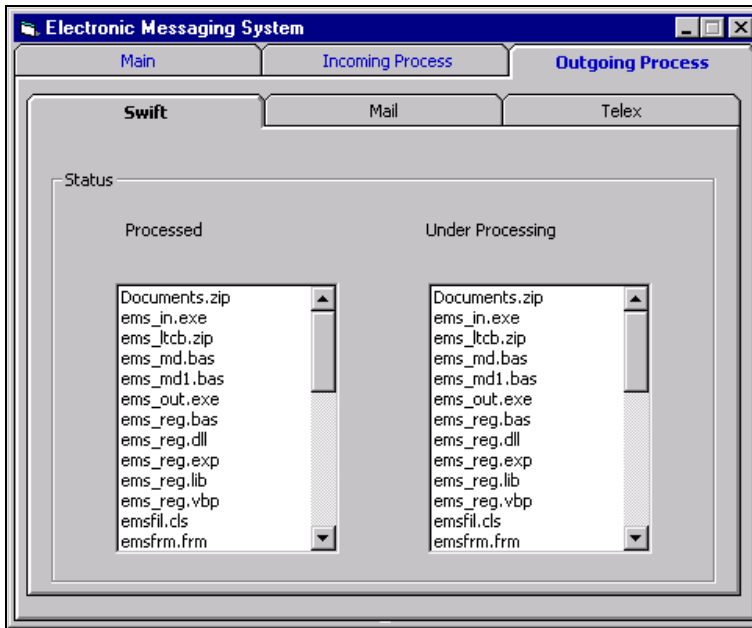 Electronic Messaging System
Main Incoming Process Outgoing Process
Swift Mail Telex
Status
Processed Under Processing
Documents.zip Documents.zip
ems_in.exe ems_in.exe
ems_ltcb.zip ems_ltcb.zip
ems_md.bas ems_md.bas
ems_md1.bas ems_md1.bas
ems_out.exe ems_out.exe
ems_reg.bas ems_reg.bas
ems_reg.dll ems_reg.dll
ems_reg.exp ems_reg.exp
ems_reg.lib ems_reg.lib
ems_reg.vbp ems_reg.vbp
emsfil.cls emsfil.cls
emsfrm.frm emsfrm.frm